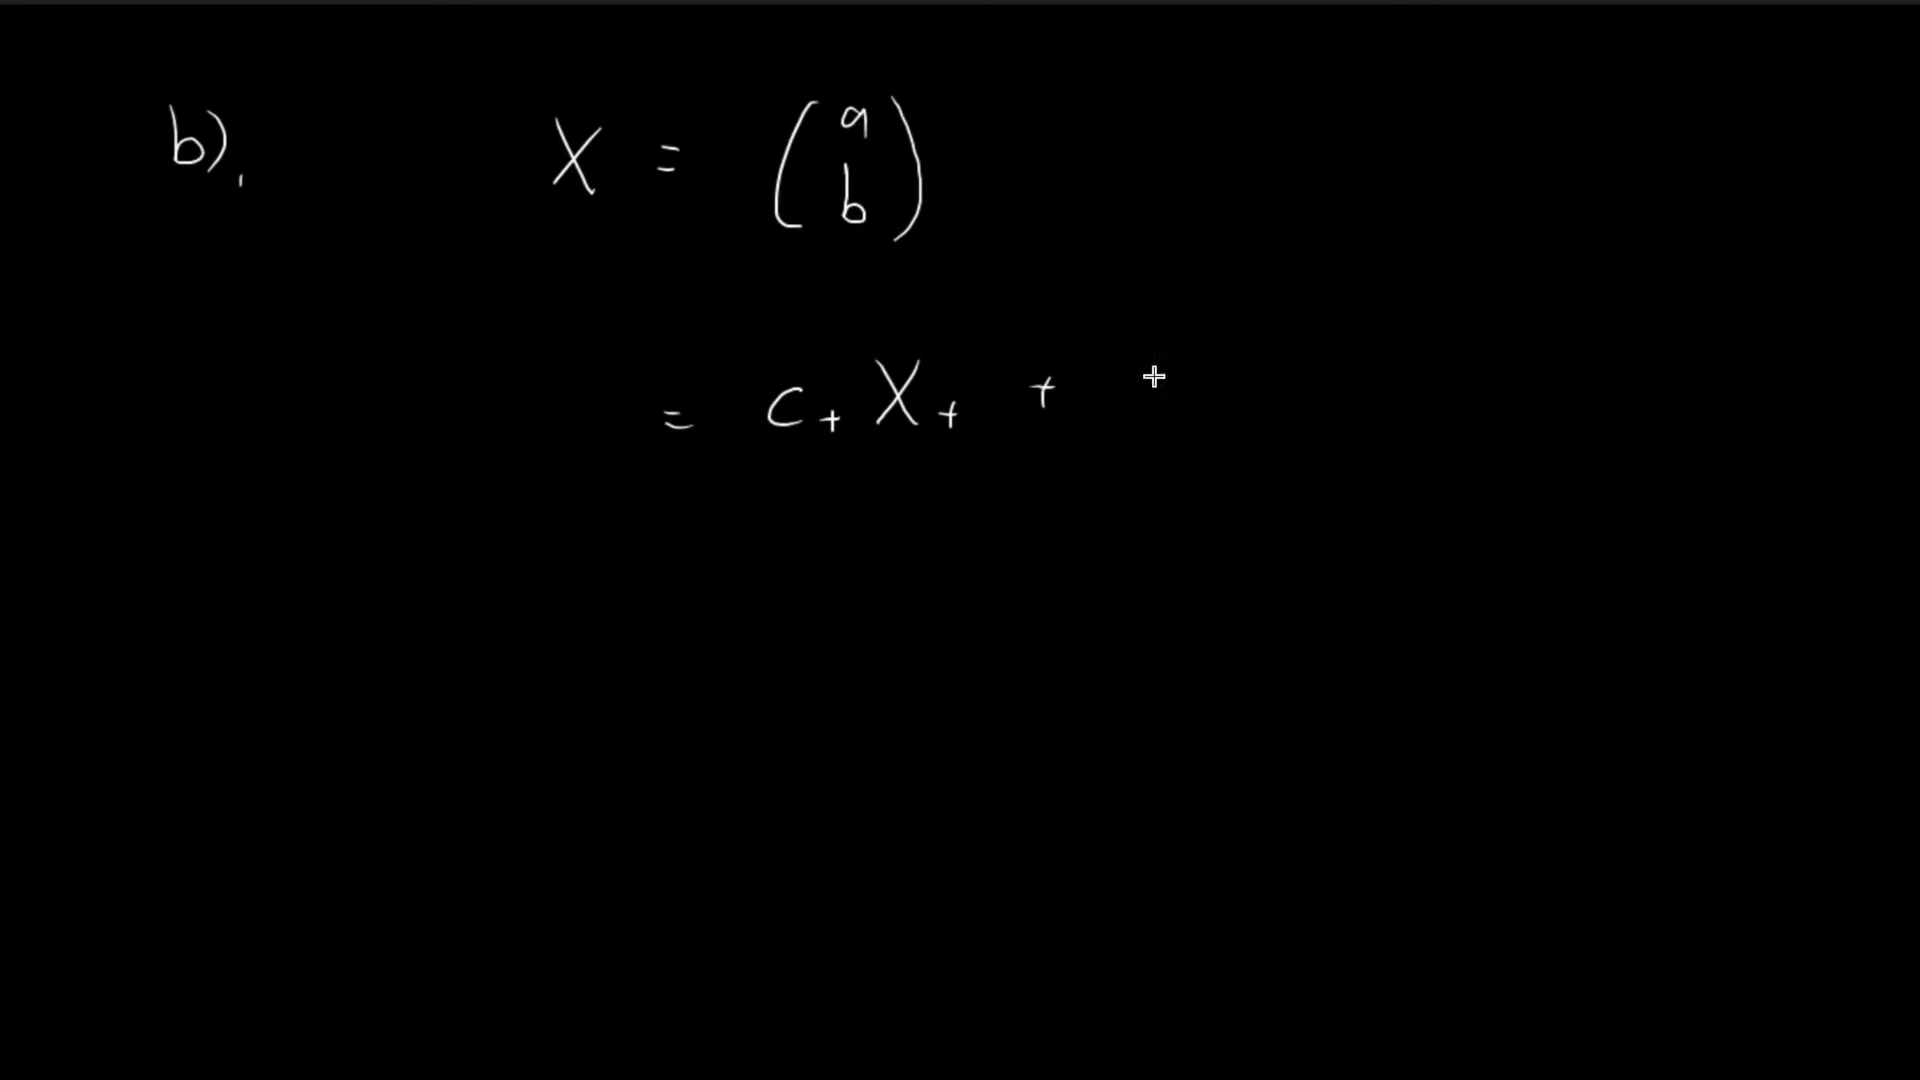 b). X = (a
b)
= c₊ X₊ +